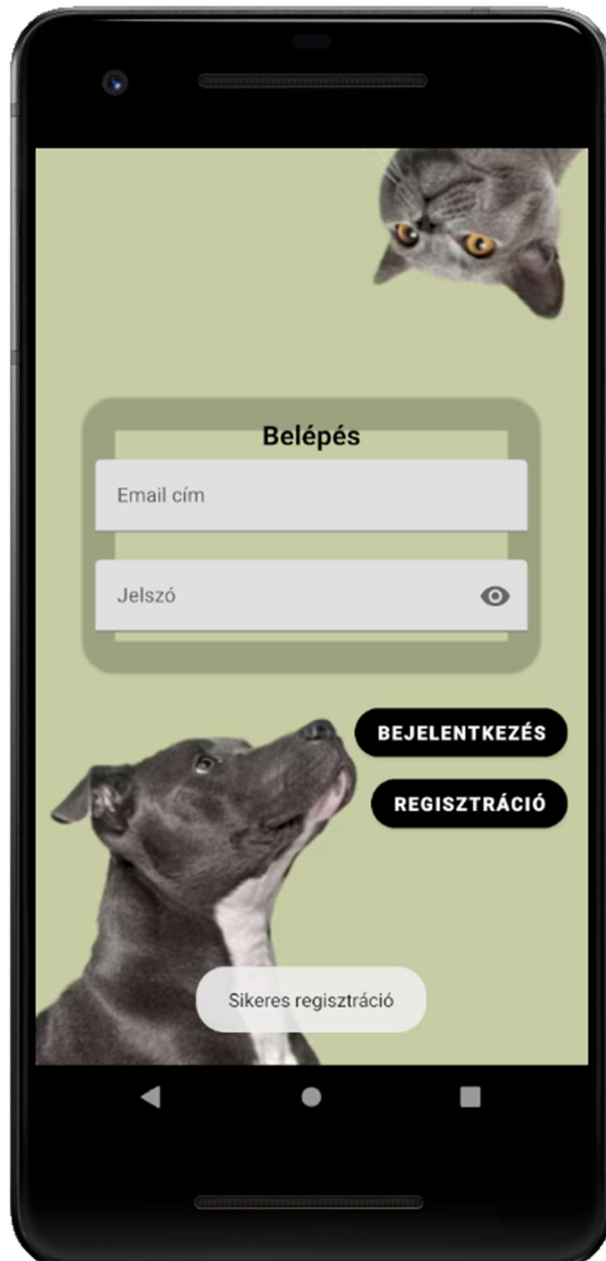 Belépés
Email cím
Jelszó
BEJELENTKEZÉS
REGISZTRÁCIÓ
Sikeres regisztráció